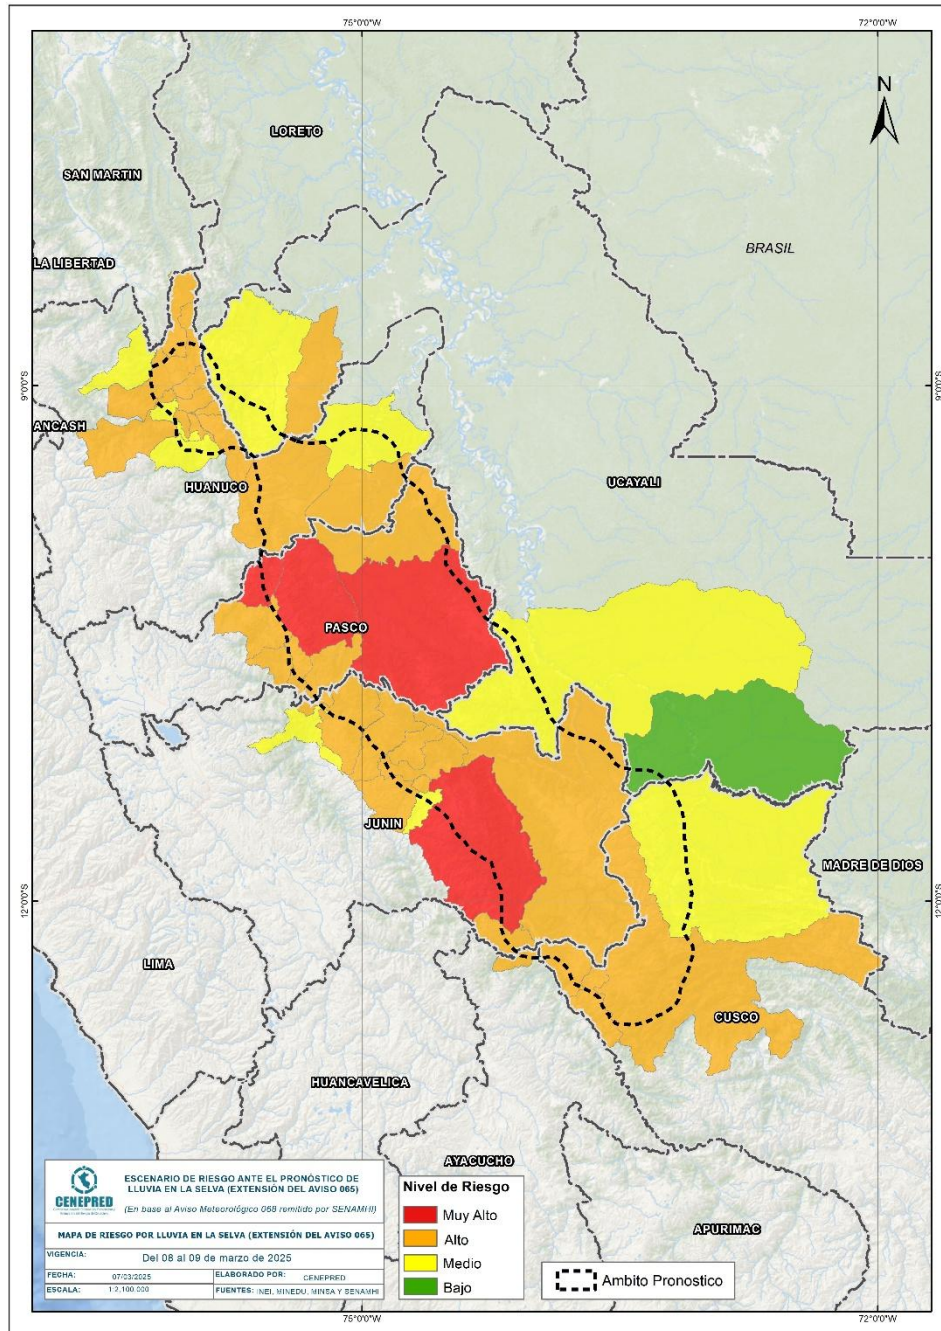 75°0'0"W
72°0'0"W
N
LORETO
SAN MARTIN
BRASIL
LA LIBERTAD
9°0'0"S
9°0'0"S
ANCASH
HUANUCO
UCAYALI
PASCO
JUNIN
MADRE DE DIOS
12°0'0"S
12°0'0"S
LIMA
CUSCO
HUANCAVELICA
AYACUCHO
APURIMAC
CENEPRED
ESCENARIO DE RIESGO ANTE EL PRONÓSTICO DE
LLUVIA EN LA SELVA (EXTENSIÓN DEL AVISO 065)
(En base al Aviso Meteorológico 068 remitido por SENAMHI)
MAPA DE RIESGO POR LLUVIA EN LA SELVA (EXTENSIÓN DEL AVISO 065)
VIGENCIA:
Del 08 al 09 de marzo de 2025
FECHA:
07/03/2025
ELABORADO POR:
CENEPRED
ESCALA:
1:2,100,000
FUENTES: INEI, MINEDU, MINSA Y SENAMHI
Nivel de Riesgo
Muy Alto
Alto
Medio
Bajo
Ambito Pronostico
75°0'0"W
72°0'0"W